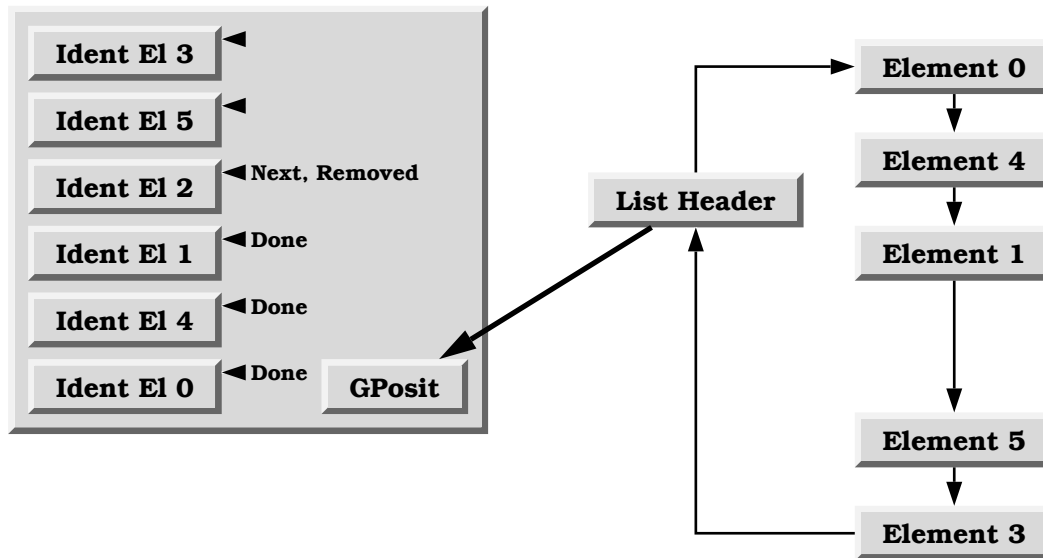 Ident El 3
Ident El 5
Ident El 2
Next, Removed
Ident El 1
Done
Ident El 4
Done
Ident El 0
Done
GPosit
List Header
Element 0
Element 4
Element 1
Element 5
Element 3